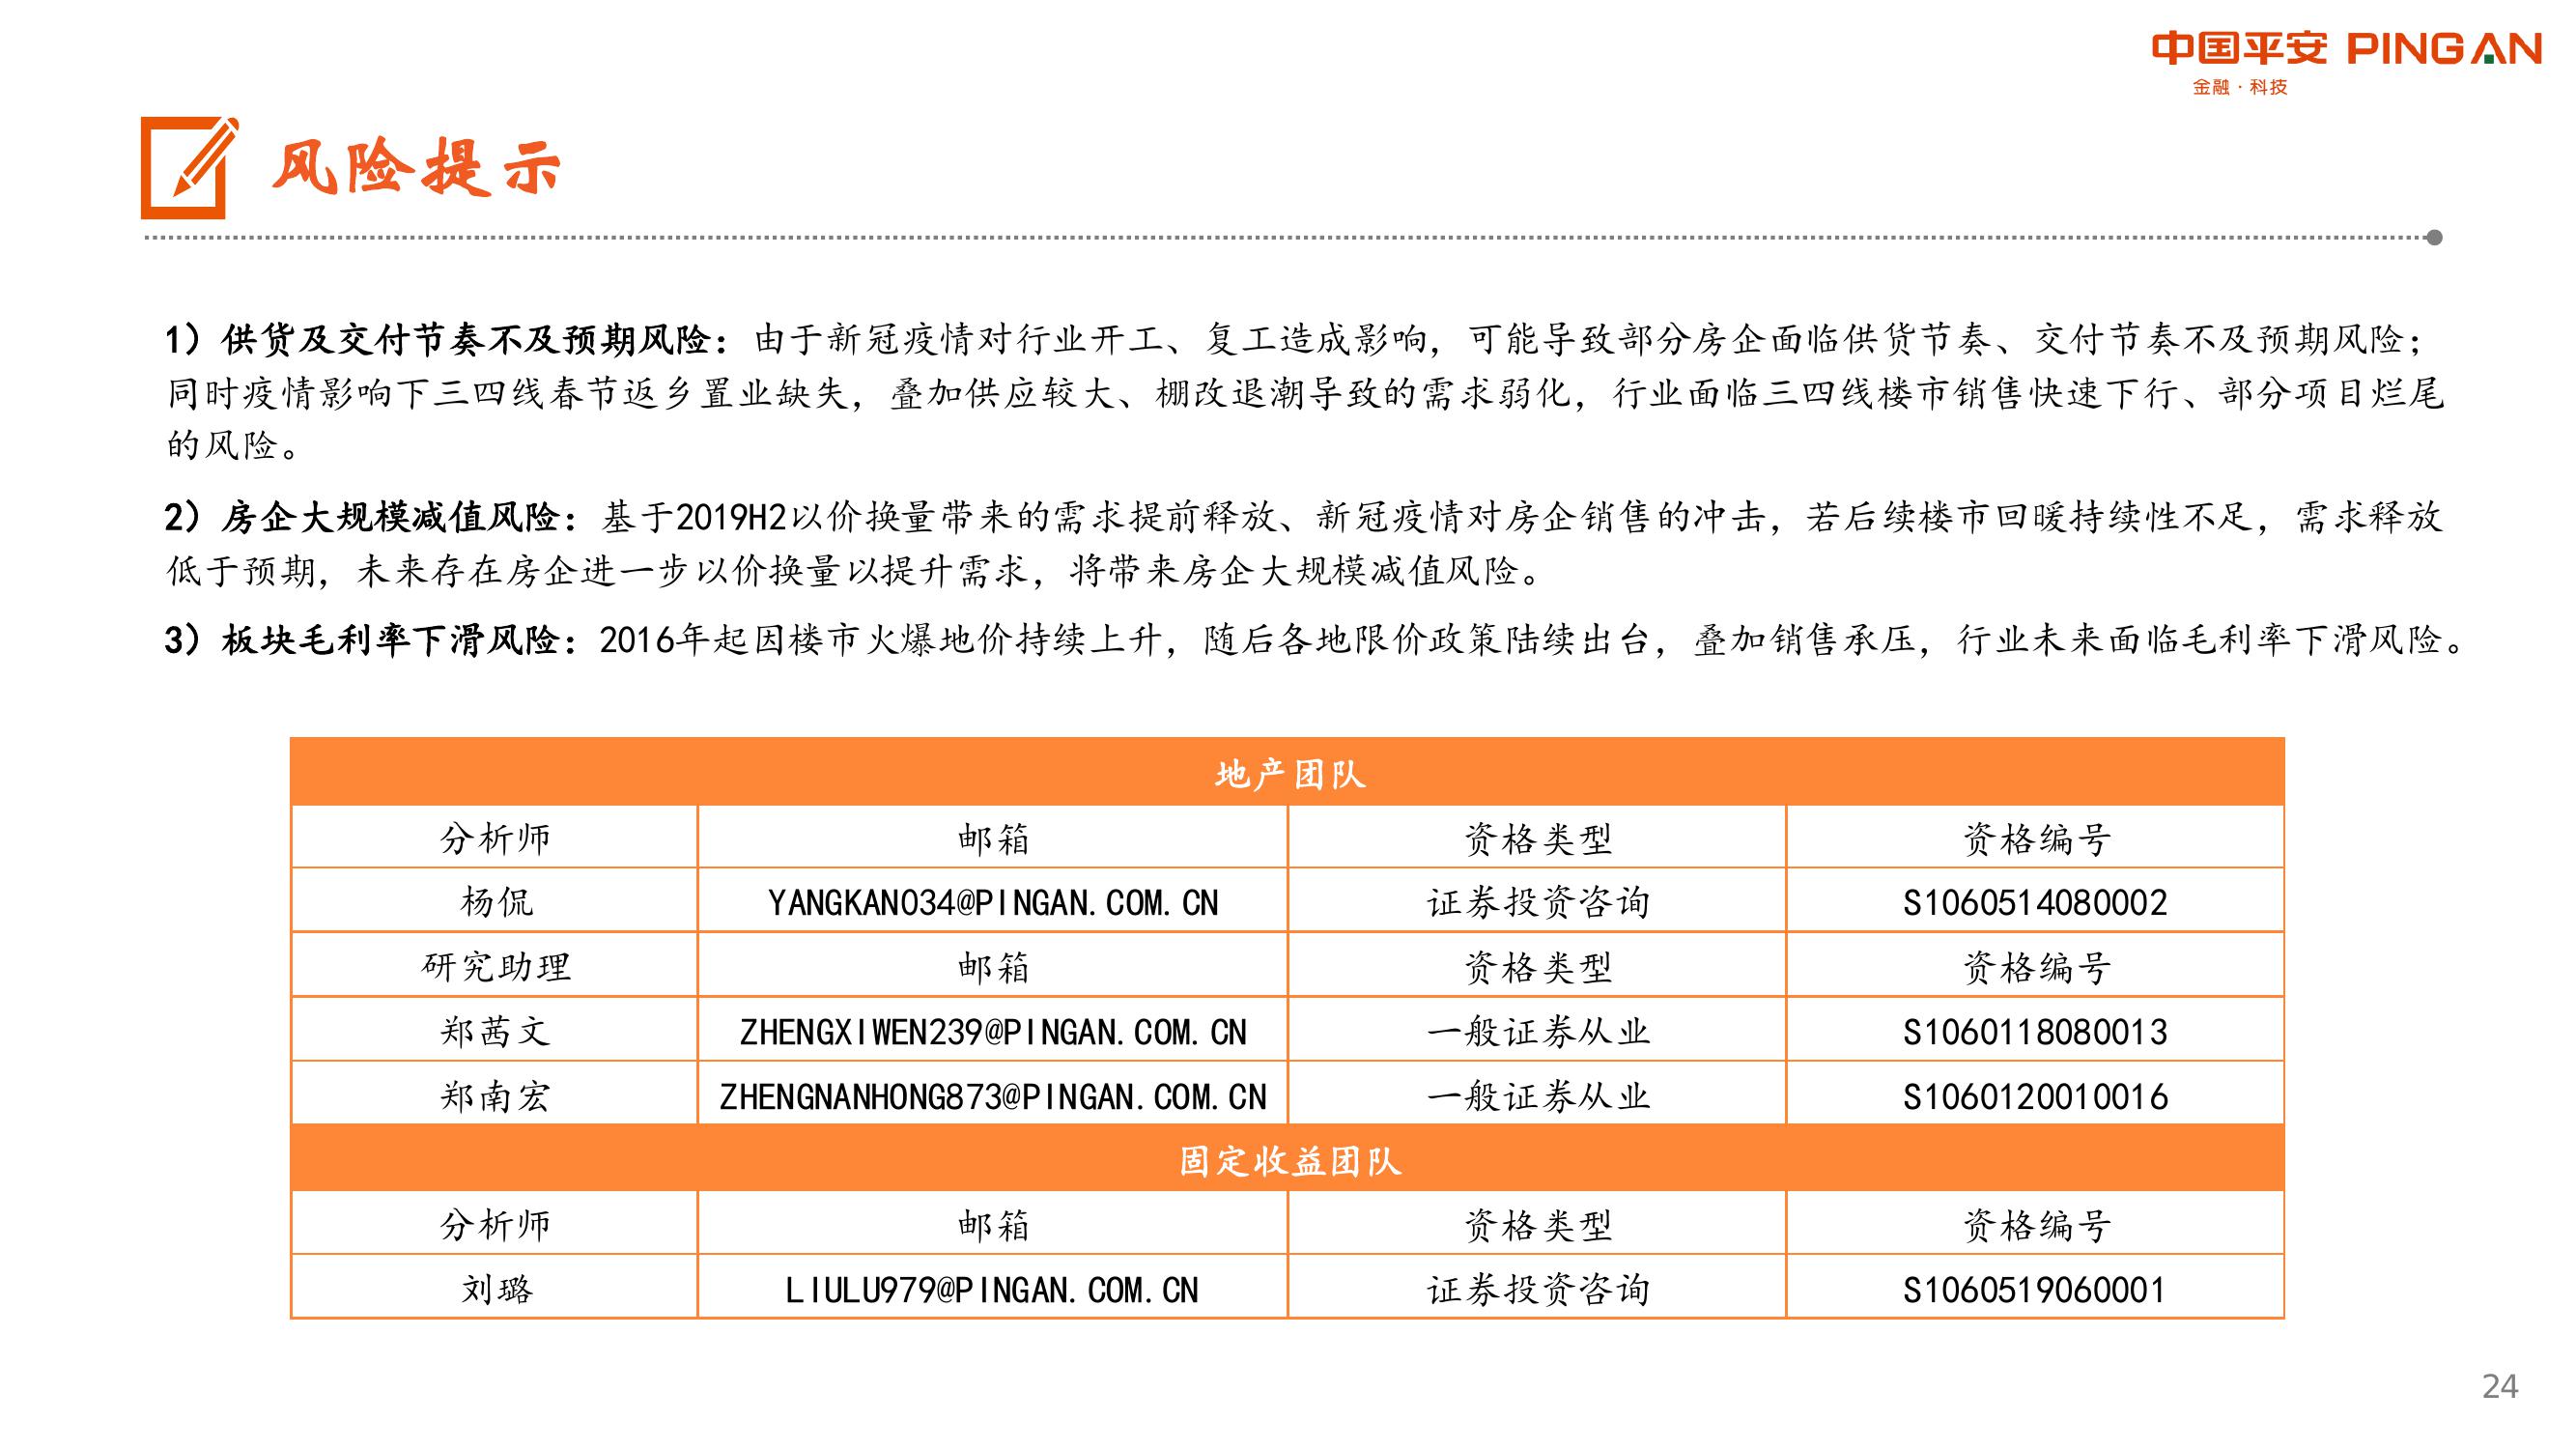 中国平安 PINGAN
金融·科技
风险提示
1）供货及交付节奏不及预期风险：由于新冠疫情对行业开工、复工造成影响，可能导致部分房企面临供货节奏、交付节奏不及预期风险；
同时疫情影响下三四线春节返乡置业缺失，叠加供应较大、棚改退潮导致的需求弱化，行业面临三四线楼市销售快速下行、部分项目烂尾
的风险。
2）房企大规模减值风险：基于2019H2以价换量带来的需求提前释放、新冠疫情对房企销售的冲击，若后续楼市回暖持续性不足，需求释放
低于预期，未来存在房企进一步以价换量以提升需求，将带来房企大规模减值风险。
3）板块毛利率下滑风险：2016年起因楼市火爆地价持续上升，随后各地限价政策陆续出台，叠加销售承压，行业未来面临毛利率下滑风险。
地产团队
分析师 邮箱 资格类型 资格编号
杨侃 YANGKAN034@PINGAN.COM.CN 证券投资咨询 S1060514080002
研究助理 邮箱 资格类型 资格编号
郑茜文 ZHENGXIWEN239@PINGAN.COM.CN 一般证券从业 S1060118080013
郑南宏 ZHENGNANHONG873@PINGAN.COM.CN 一般证券从业 S1060120010016
固定收益团队
分析师 邮箱 资格类型 资格编号
刘璐 LIULU979@PINGAN.COM.CN 证券投资咨询 S1060519060001
24